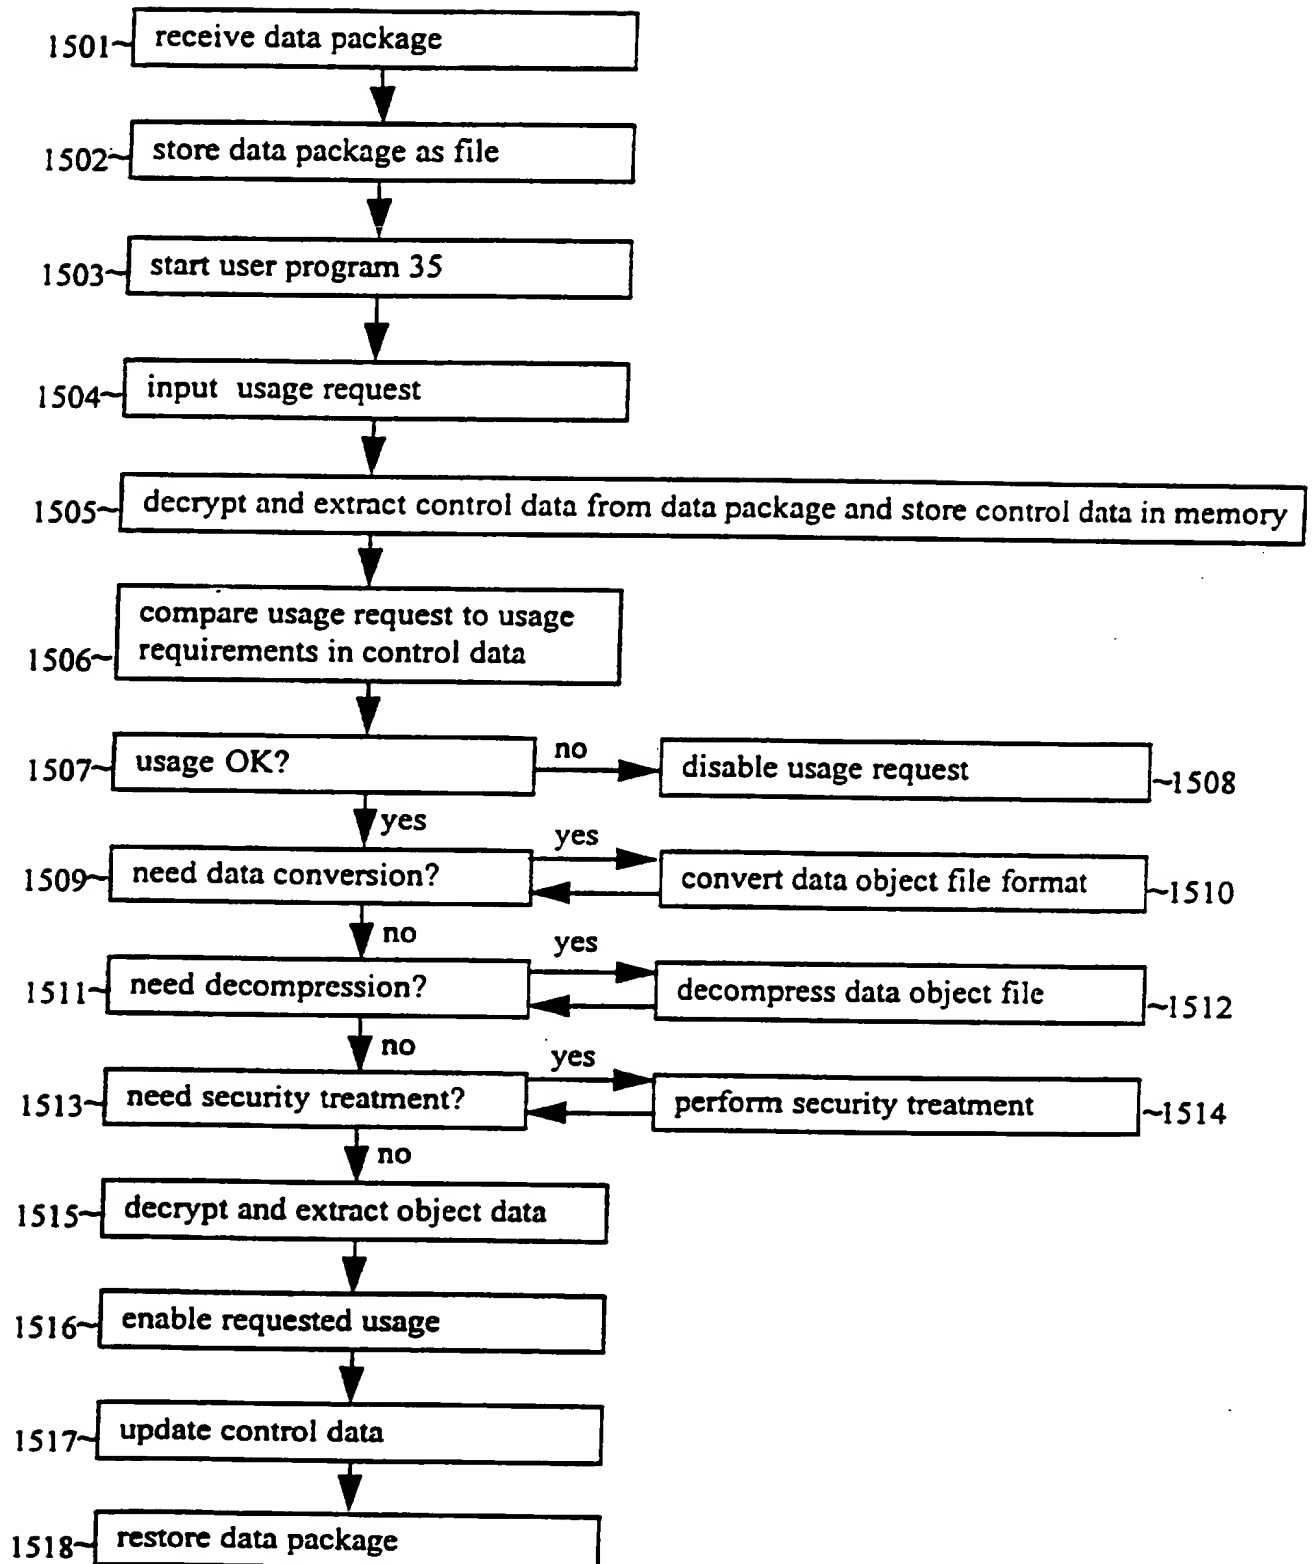 1501~ receive data package
1502~ store data package as file
1503~ start user program 35
1504~ input usage request
1505~ decrypt and extract control data from data package and store control data in memory
compare usage request to usage
1506~ requirements in control data
1507~ usage OK? no disable usage request ~1508
yes
yes
1509~ need data conversion? convert data object file format ~1510
no
yes
1511~ need decompression? decompress data object file ~1512
no
yes
1513~ need security treatment? perform security treatment ~1514
no
1515~ decrypt and extract object data
1516~ enable requested usage
1517~ update control data
1518~ restore data package